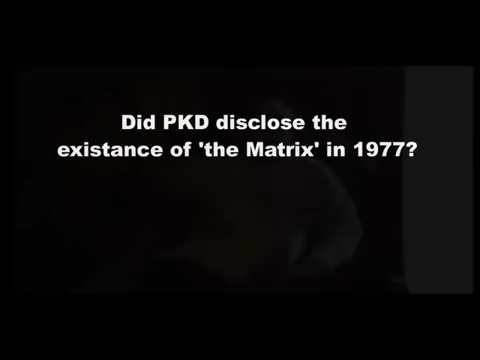 Did PKD disclose the
existance of 'the Matrix' in 1977?